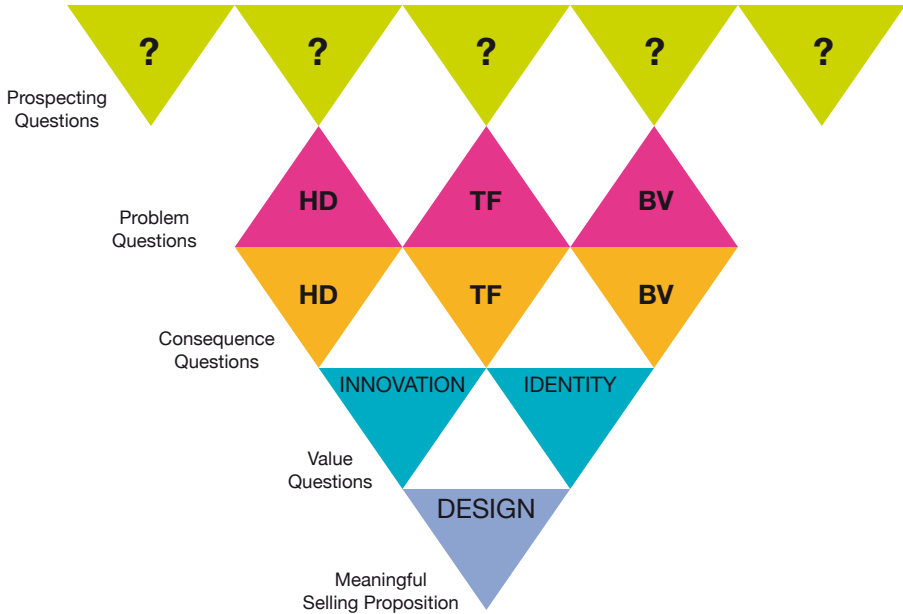 ? ? ? ? ?
Prospecting
Questions
HD TF BV
Problem
Questions
HD TF BV
Consequence
Questions
INNOVATION IDENTITY
Value
Questions
DESIGN
Meaningful
Selling Proposition